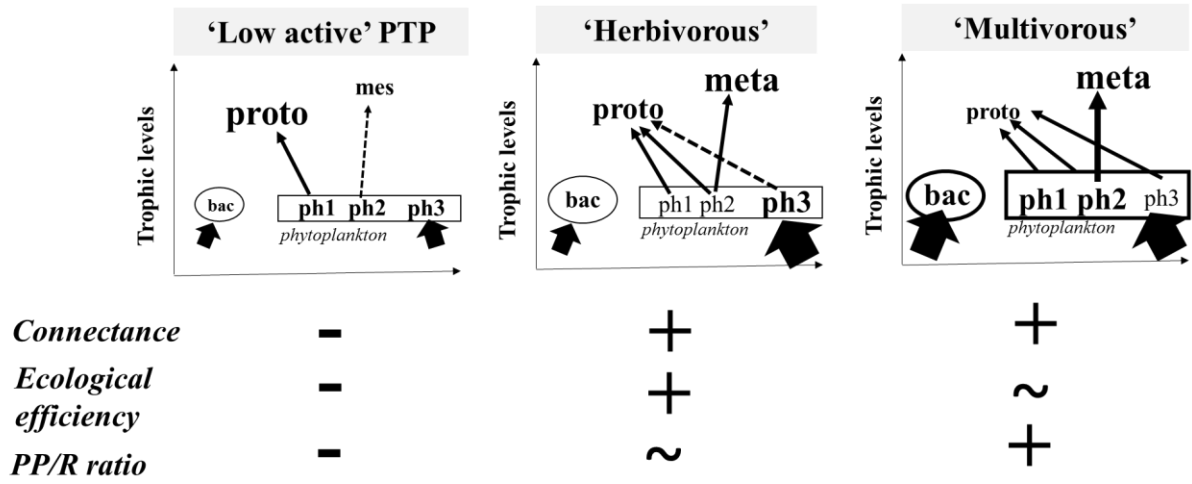 ‘Low active’ PTP
‘Herbivorous’
‘Multivorous’
Trophic levels
proto
mes
bac
ph1 ph2 ph3
phytoplankton
Trophic levels
proto
meta
bac
ph1 ph2 ph3
phytoplankton
Trophic levels
proto
meta
bac
ph1 ph2 ph3
phytoplankton
Connectance - + +
Ecological
efficiency - + ~
PP/R ratio - ~ +